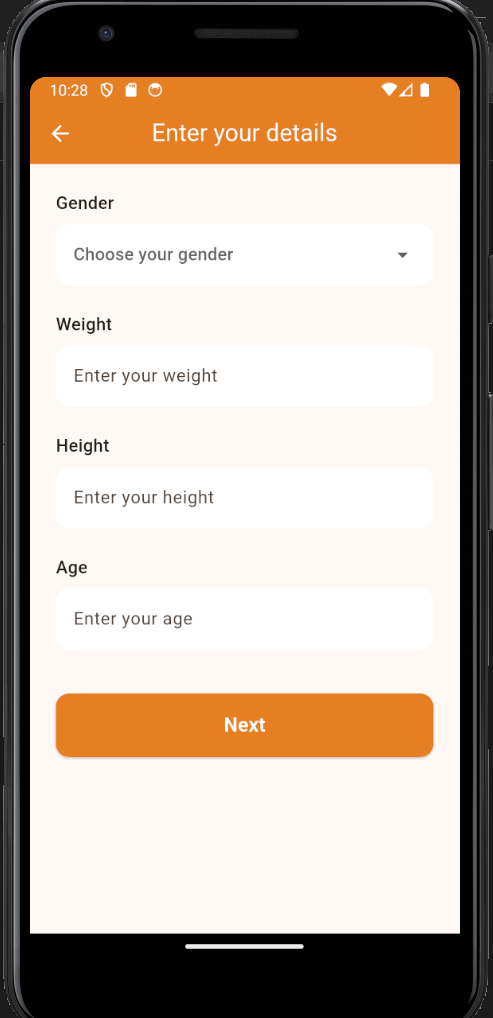 10:28
Enter your details
Gender
Choose your gender
Weight
Enter your weight
Height
Enter your height
Age
Enter your age
Next